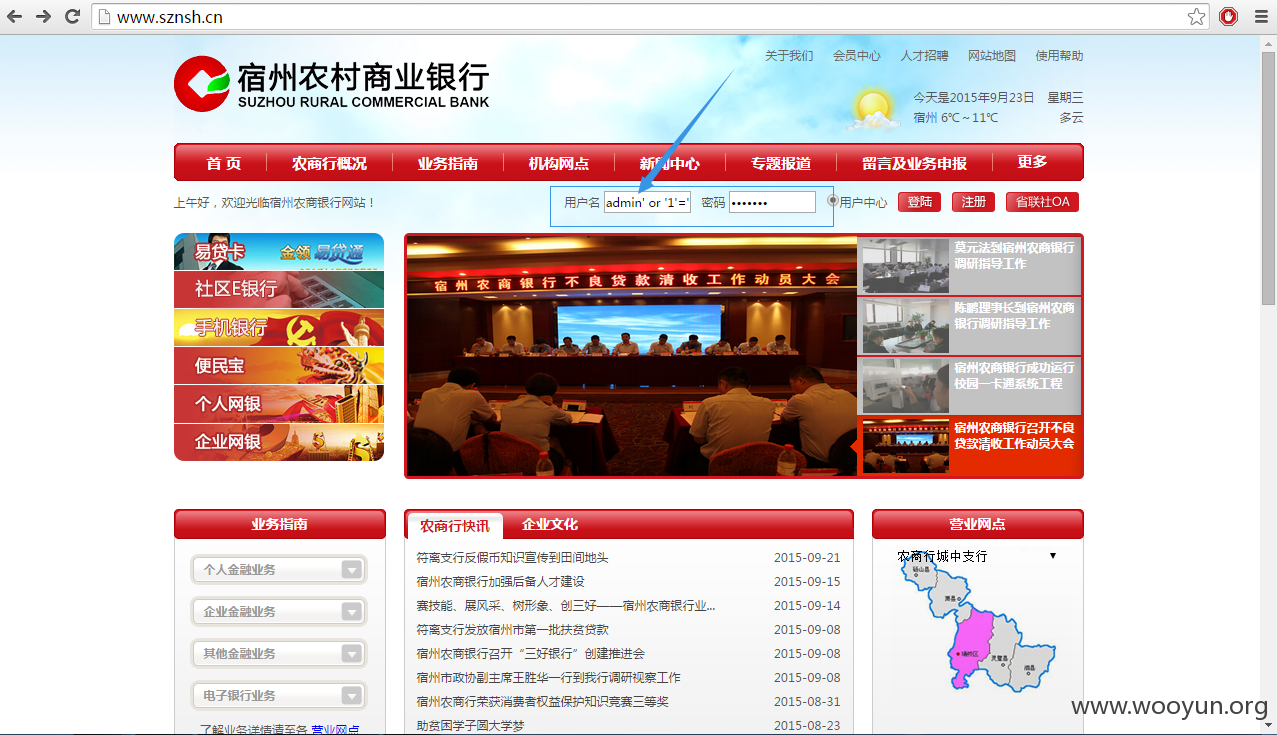 www.sznsh.cn
关于我们 会员中心 人才招聘 网站地图 使用帮助
宿州农村商业银行
SUZHOU RURAL COMMERCIAL BANK
今天是2015年9月23日 星期三
宿州 6℃～11℃ 多云
首 页 农商行概况 业务指南 机构网点 新闻中心 专题报道 留言及业务申报 更多
上午好，欢迎光临宿州农商银行网站！ 用户名 admin' or '1'=' 密码 ••••••• 用户中心 登陆 注册 省联社OA
易贷卡 金领 易贷通
社区E银行
手机银行
便民宝
个人网银
企业网银
宿州农商银行不良贷款清收工作动员大会
莫元法到宿州农商银行
调研指导工作
陈鹏理事长到宿州农商
银行调研指导工作
宿州农商银行成功运行
校园一卡通系统工程
宿州农商银行召开不良
贷款清收工作动员大会
业务指南
个人金融业务
企业金融业务
其他金融业务
电子银行业务
了解业务详情请至各 营业网点
农商行快讯 企业文化
符离支行反假币知识宣传到田间地头 2015-09-21
宿州农商银行加强后备人才建设 2015-09-15
赛技能、展风采、树形象、创三好——宿州农商银行业... 2015-09-14
符离支行发放宿州市第一批扶贫贷款 2015-09-08
宿州农商银行召开“三好银行”创建推进会 2015-09-08
宿州市政协副主席王胜华一行到我行调研视察工作 2015-09-08
宿州农商行荣获消费者权益保护知识竞赛三等奖 2015-08-31
助贫困学子圆大学梦 2015-08-23
营业网点
农商行城中支行
砀山县
萧县
埇桥区
灵璧县
泗县
www.wooyun.org